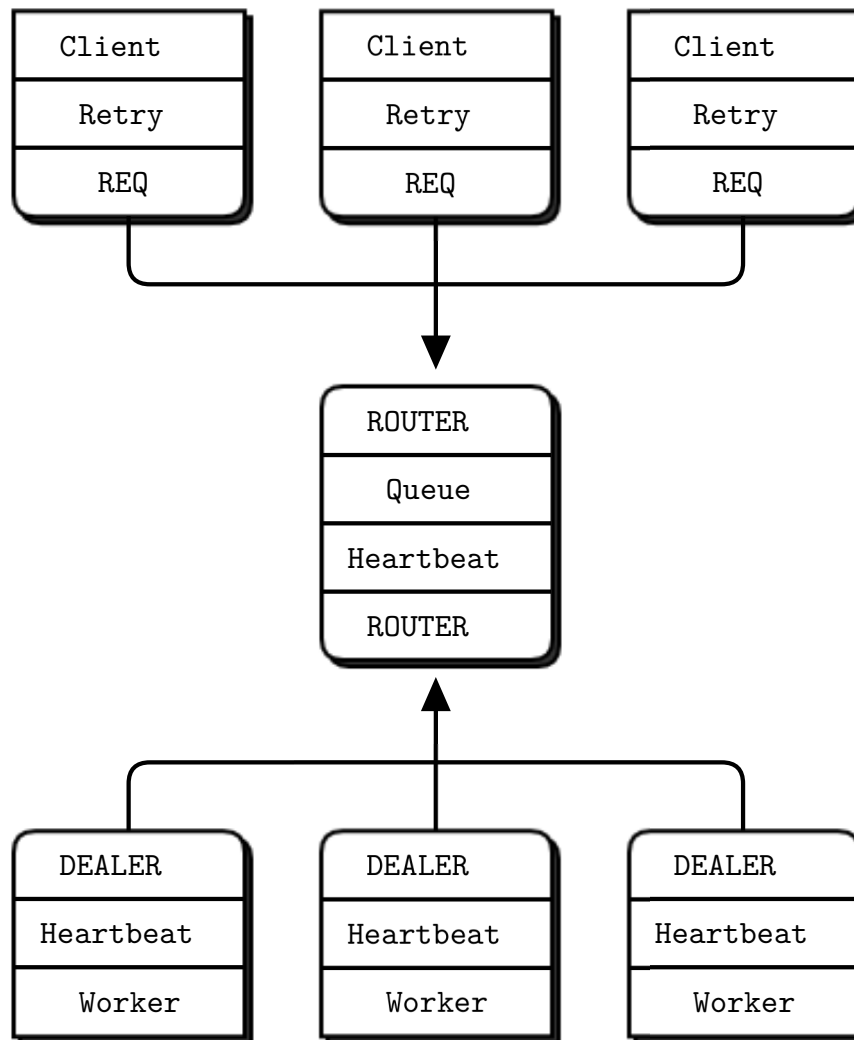 Client Client Client
Retry Retry Retry
REQ REQ REQ
ROUTER
Queue
Heartbeat
ROUTER
DEALER DEALER DEALER
Heartbeat Heartbeat Heartbeat
Worker Worker Worker